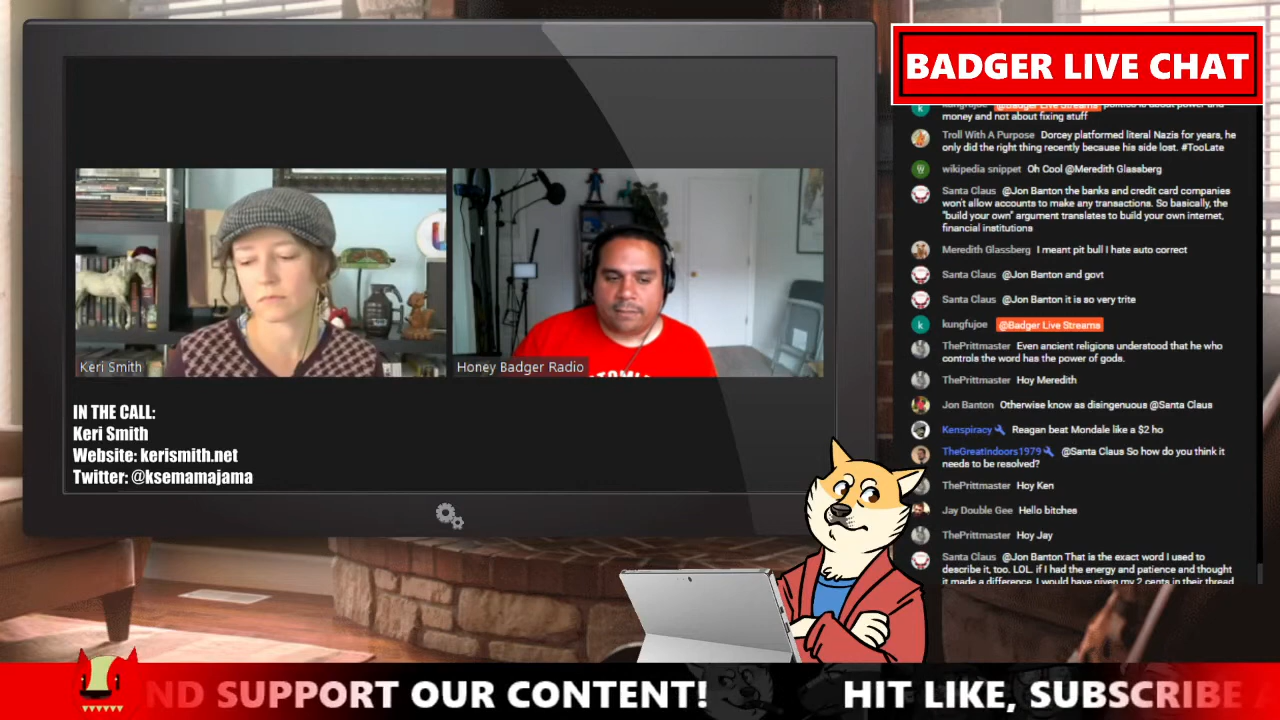 BADGER LIVE CHAT
kungfujoe @Badger Live Streams politics is about power and
money and not about fixing stuff
Troll With A Purpose Dorcey platformed literal Nazis for years, he
only did the right thing recently because his side lost. #TooLate
wikipedia snippet Oh Cool @Meredith Glassberg
Santa Claus @Jon Banton the banks and credit card companies
won't allow accounts to make any transactions. So basically, the
"build your own" argument translates to build your own internet,
financial institutions
Meredith Glassberg I meant pit bull I hate auto correct
Santa Claus @Jon Banton and govt
Santa Claus @Jon Banton it is so very trite
k kungfujoe @Badger Live Streams
ThePrittmaster Even ancient religions understood that he who
controls the word has the power of gods.
ThePrittmaster Hoy Meredith
Jon Banton Otherwise know as disingenuous @Santa Claus
Kenspiracy Reagan beat Mondale like a $2 ho
TheGreatIndoors1979 @Santa Claus So how do you think it
needs to be resolved?
ThePrittmaster Hoy Ken
Jay Double Gee Hello bitches
ThePrittmaster Hoy Jay
Santa Claus @Jon Banton That is the exact word I used to
describe it, too. LOL. if I had the energy and patience and thought
it made a difference, I would have given my 2 cents in their thread
Keri Smith
Honey Badger Radio
IN THE CALL:
Keri Smith
Website: kerismith.net
Twitter: @ksemamajama
ND SUPPORT OUR CONTENT! HIT LIKE, SUBSCRIBE A